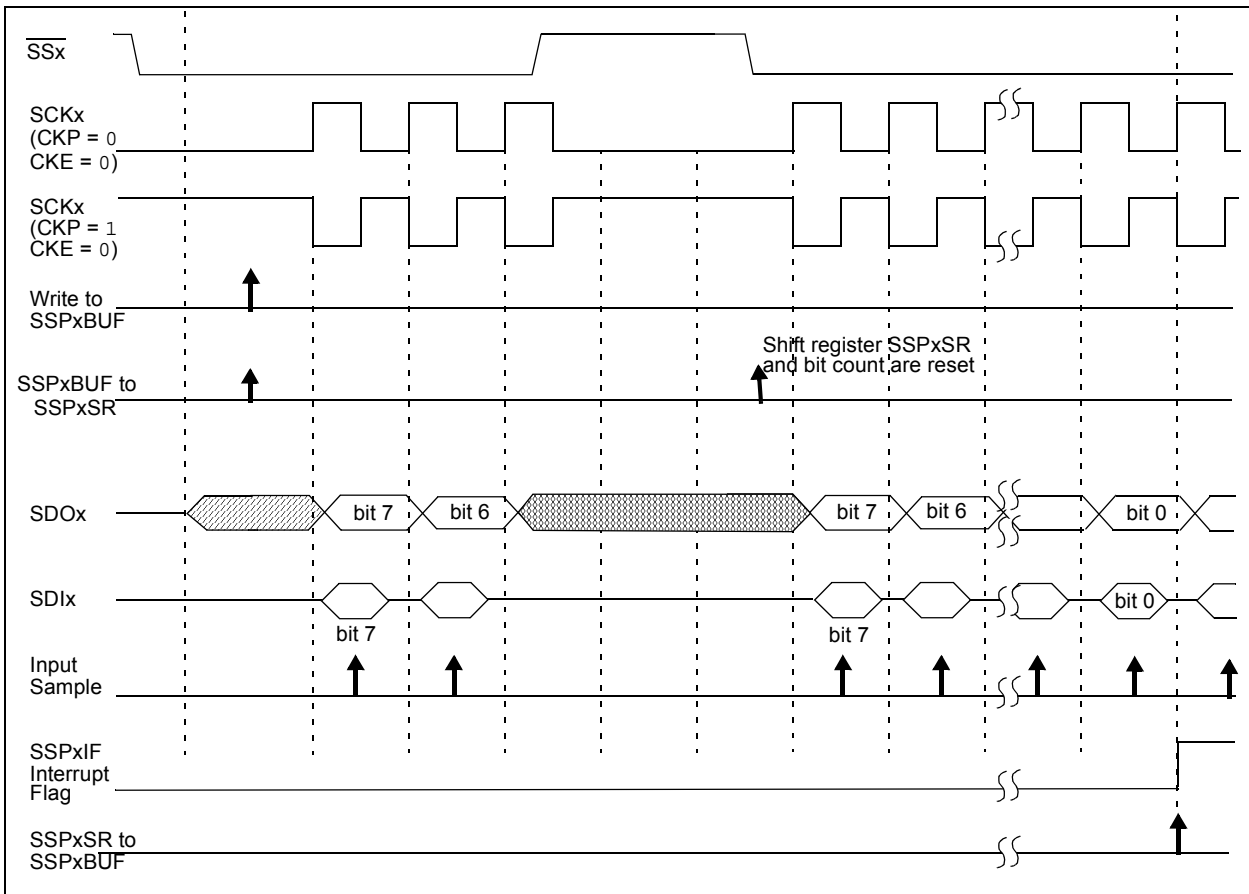 SSx
SCKx
(CKP = 0
CKE = 0)
SCKx
(CKP = 1
CKE = 0)
Write to
SSPxBUF
Shift register SSPxSR
and bit count are reset
SSPxBUF to
SSPxSR
SDOx
bit 7
bit 6
bit 7
bit 6
bit 0
SDIx
bit 0
bit 7
bit 7
Input
Sample
SSPxIF
Interrupt
Flag
SSPxSR to
SSPxBUF